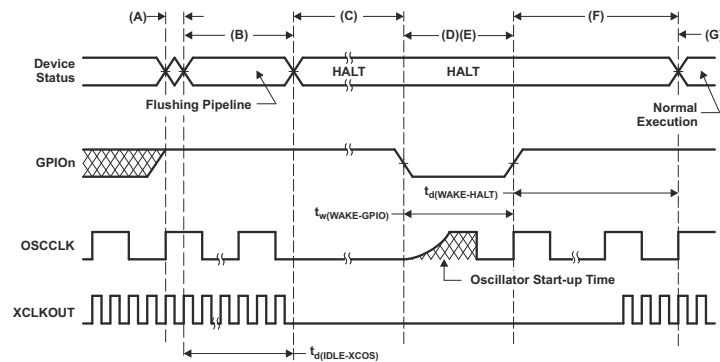 (A)
(B)
(C)
(D)(E)
(F)
(G)
Device
Status
HALT
HALT
Flushing Pipeline
Normal
Execution
GPIOn
td(WAKE-HALT)
tw(WAKE-GPIO)
OSCCLK
Oscillator Start-up Time
XCLKOUT
td(IDLE-XCOS)